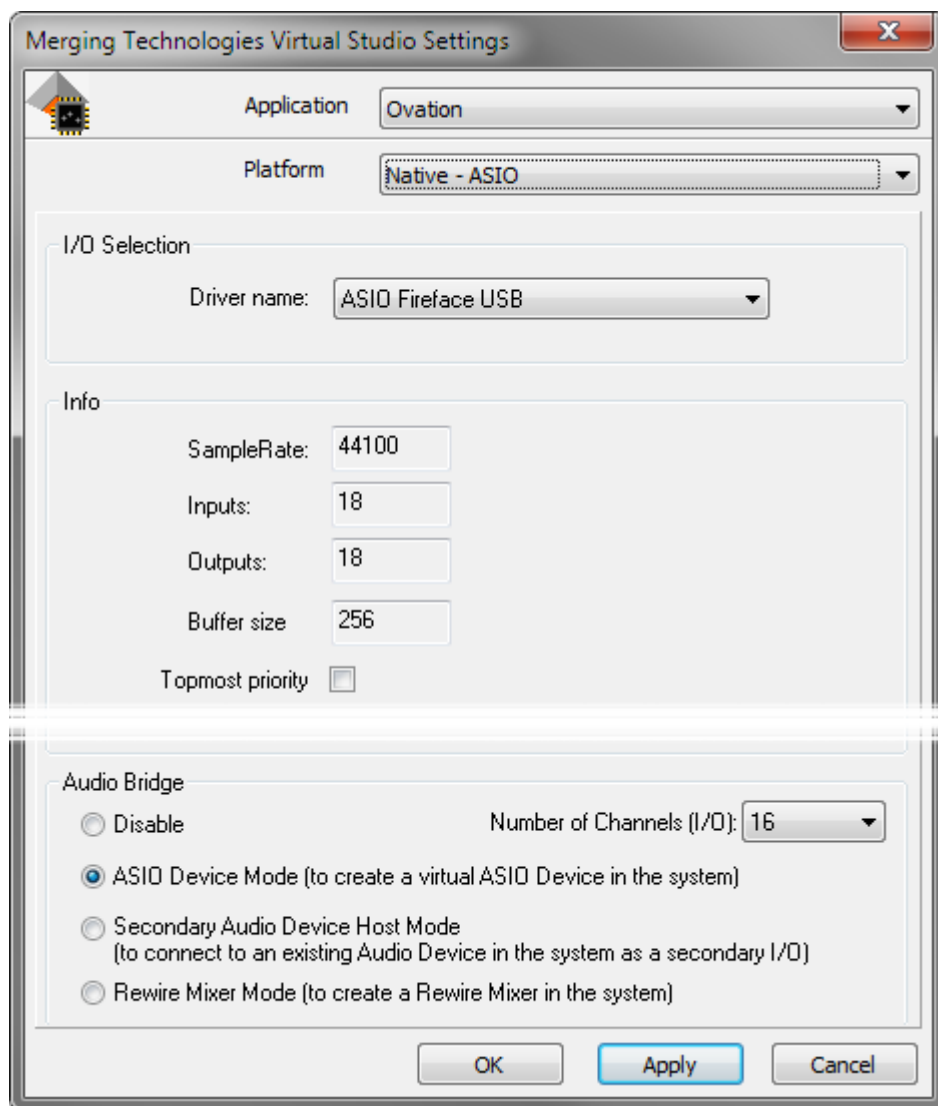 Merging Technologies Virtual Studio Settings
Application Ovation
Platform Native - ASIO
I/O Selection
Driver name: ASIO Fireface USB
Info
SampleRate: 44100
Inputs: 18
Outputs: 18
Buffer size 256
Topmost priority
Audio Bridge
Disable Number of Channels (I/O): 16
ASIO Device Mode (to create a virtual ASIO Device in the system)
Secondary Audio Device Host Mode
(to connect to an existing Audio Device in the system as a secondary I/O)
Rewire Mixer Mode (to create a Rewire Mixer in the system)
OK Apply Cancel